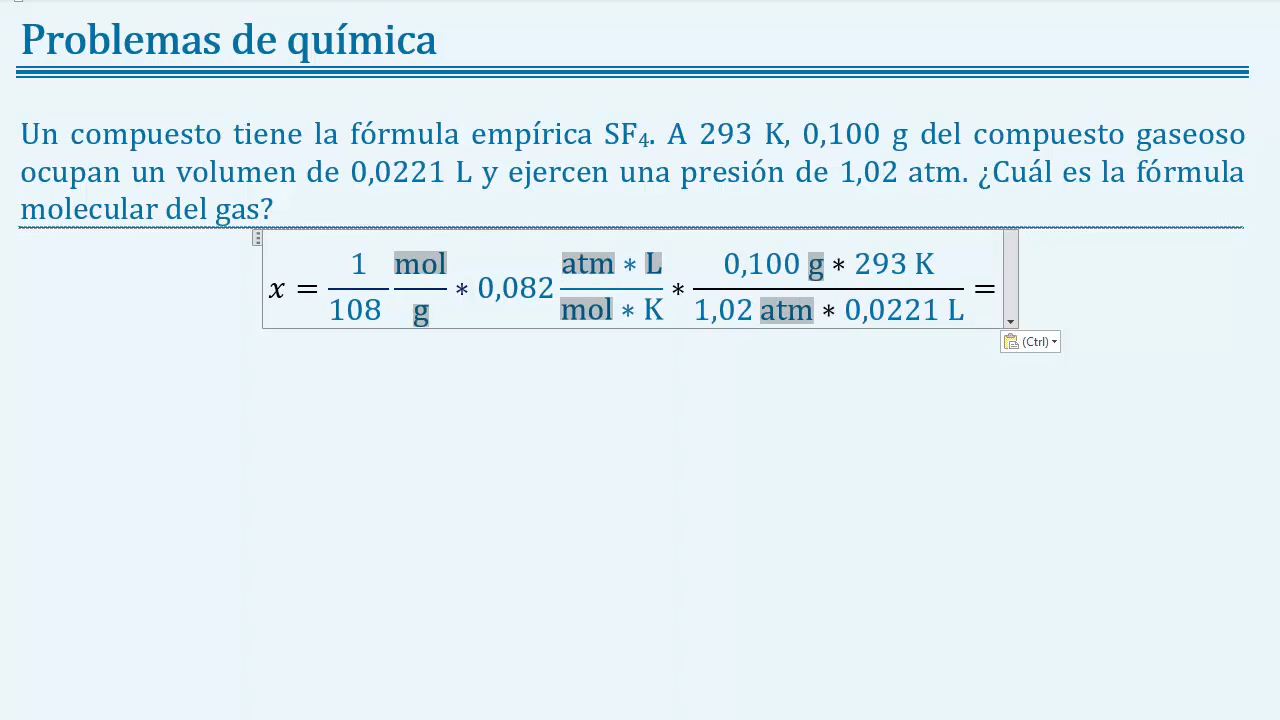 Problemas de química
Un compuesto tiene la fórmula empírica SF₄. A 293 K, 0,100 g del compuesto gaseoso
ocupan un volumen de 0,0221 L y ejercen una presión de 1,02 atm. ¿Cuál es la fórmula
molecular del gas?
x = 1/108 mol/g ∗ 0,082 (atm ∗ L)/(mol ∗ K) ∗ (0,100 g ∗ 293 K)/(1,02 atm ∗ 0,0221 L) =
(Ctrl)